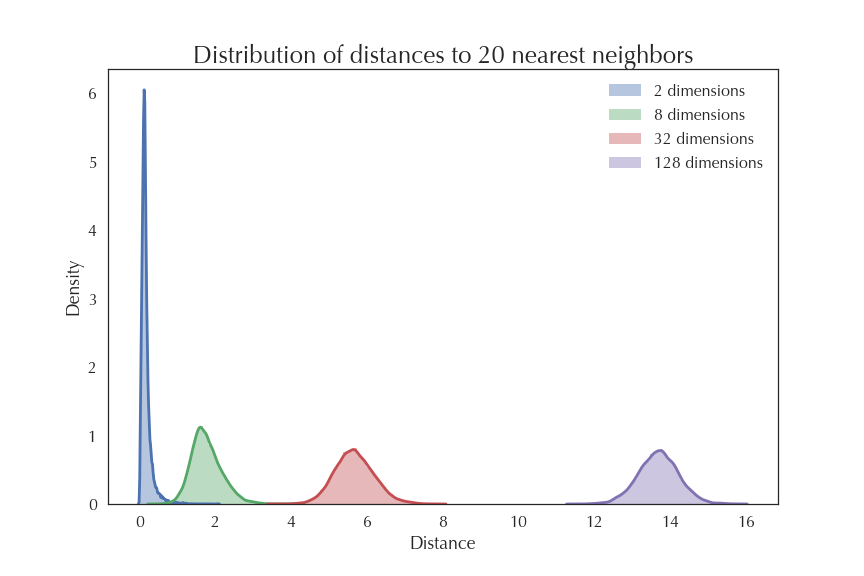 Distribution of distances to 20 nearest neighbors
2 dimensions
8 dimensions
32 dimensions
128 dimensions
Density
6
5
4
3
2
1
0
0 2 4 6 8 10 12 14 16
Distance